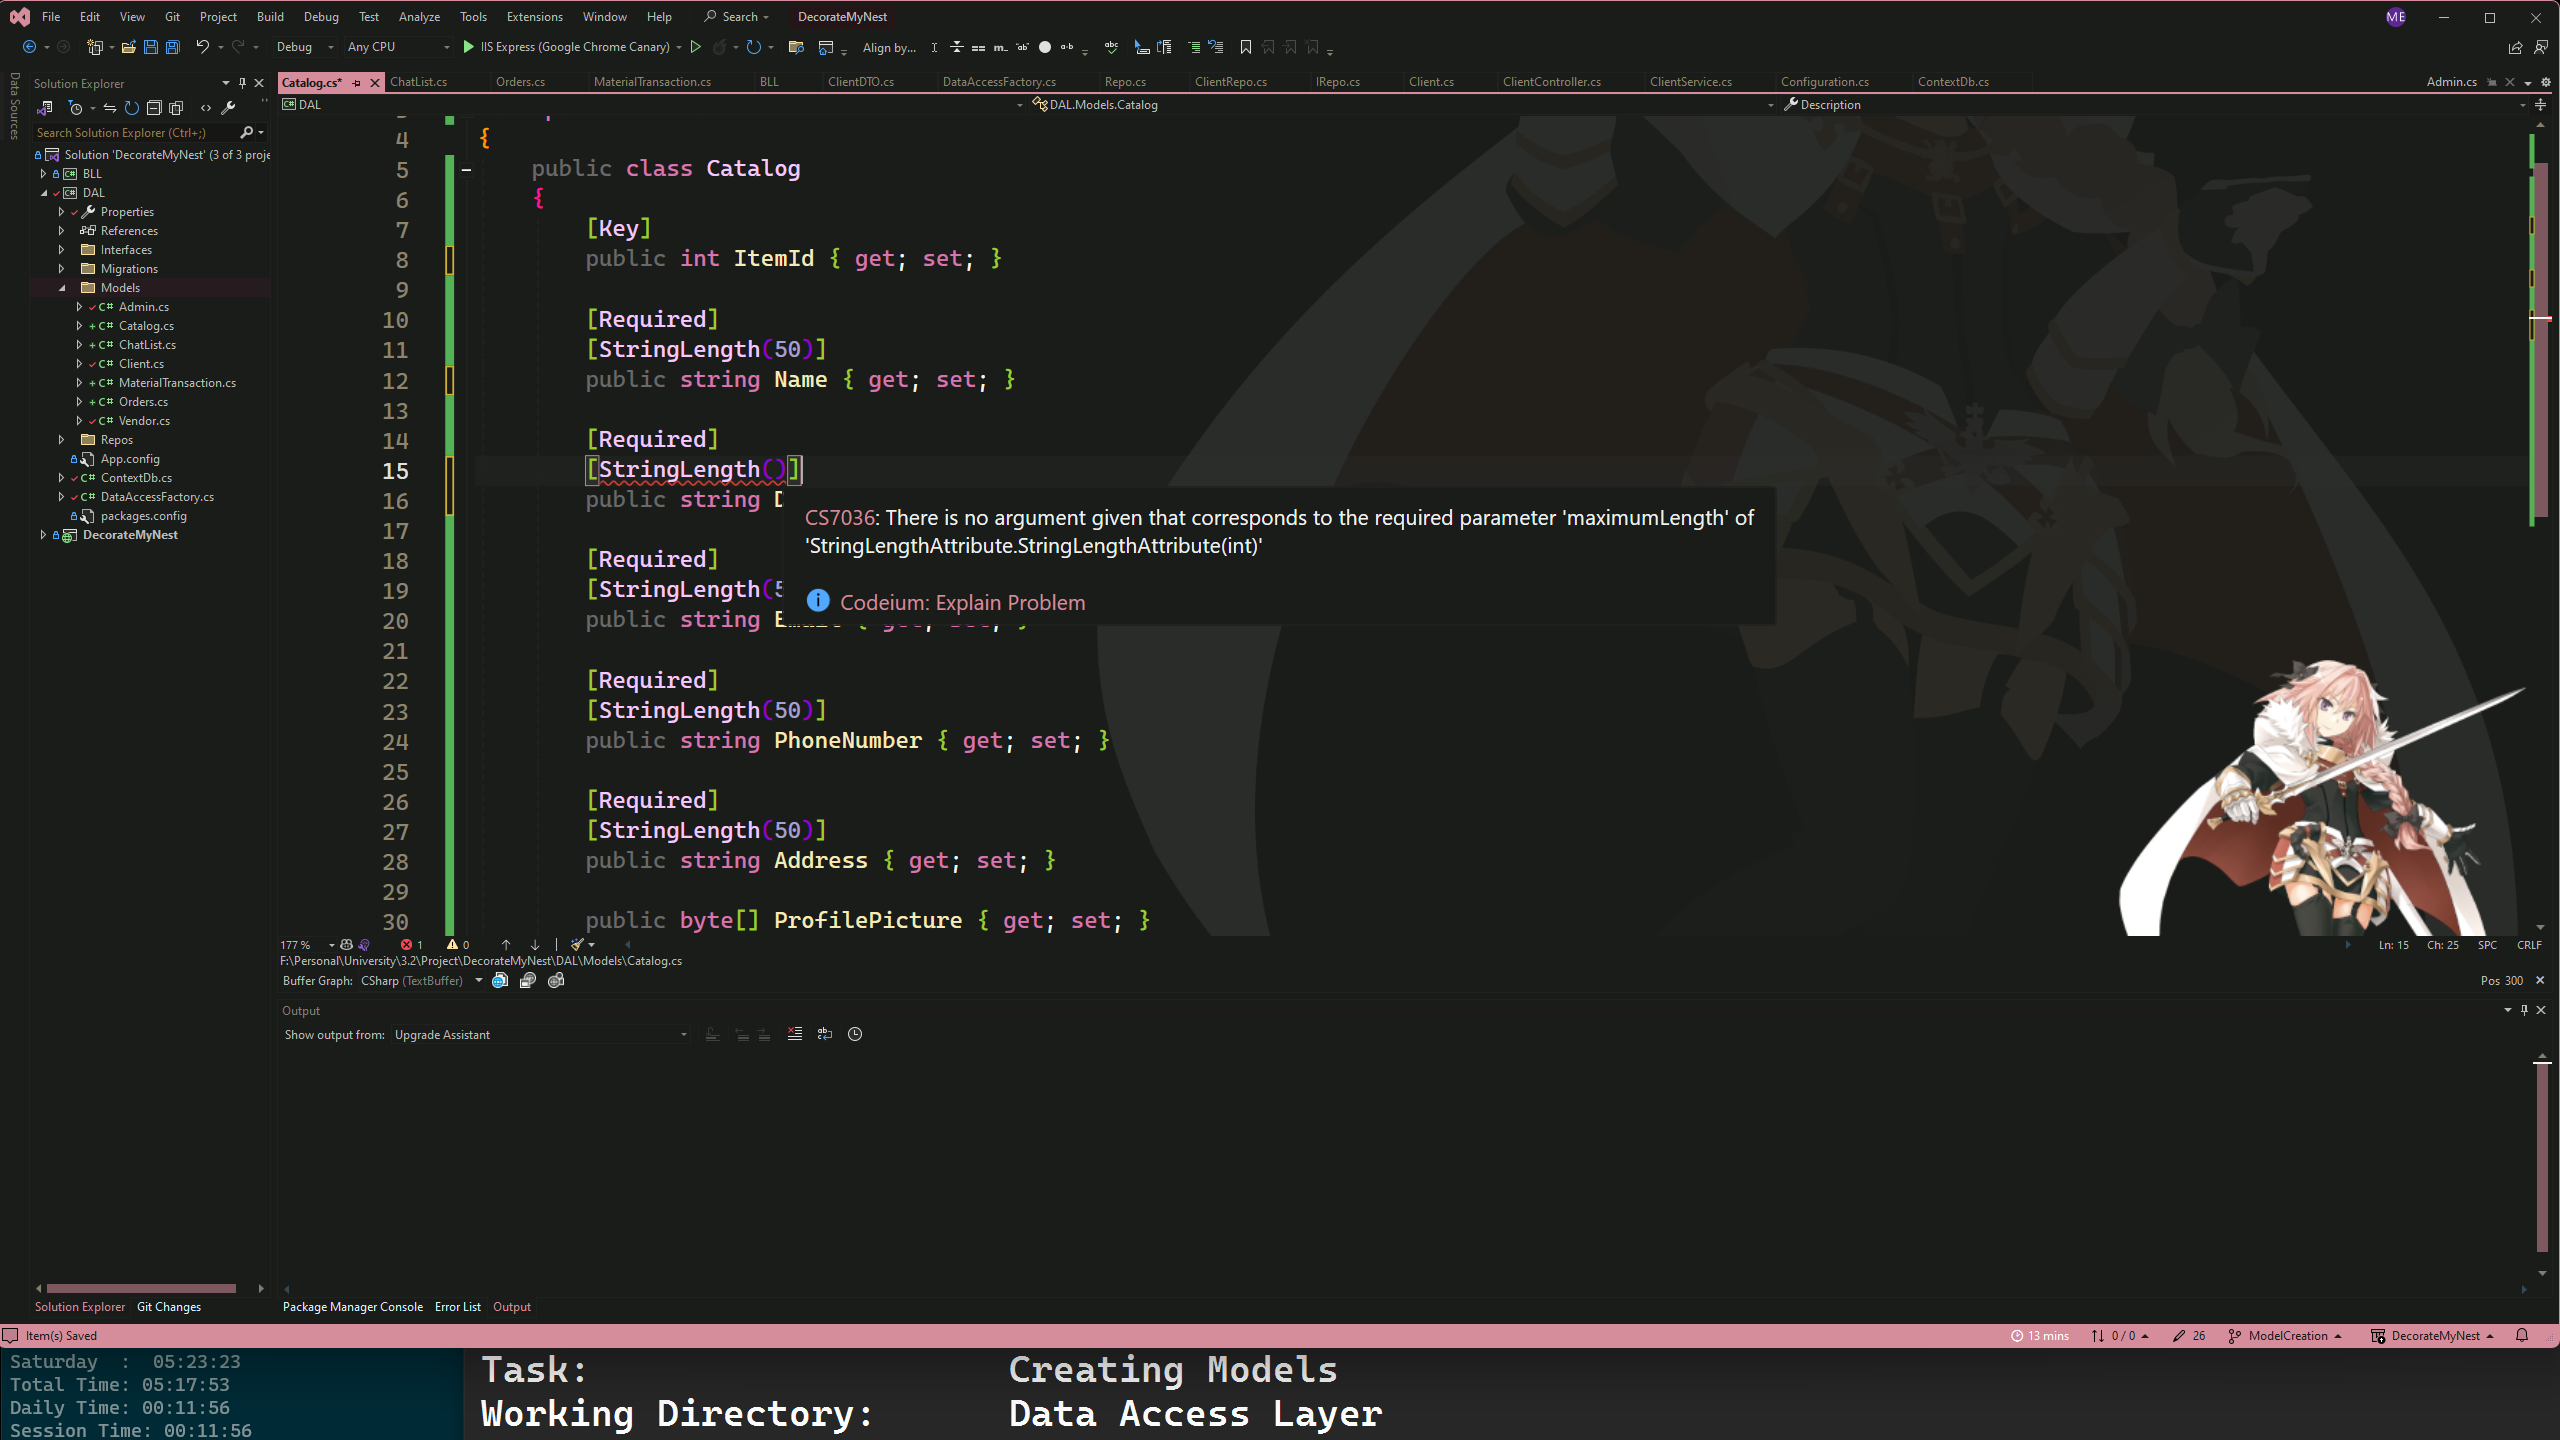 File Edit View Git Project Build Debug Test Analyze Tools Extensions Window Help Search DecorateMyNest ME
Debug Any CPU IIS Express (Google Chrome Canary) Align by...
Data Sources
Solution Explorer
Catalog.cs* ChatList.cs Orders.cs MaterialTransaction.cs BLL ClientDTO.cs DataAccessFactory.cs Repo.cs ClientRepo.cs IRepo.cs Client.cs ClientController.cs ClientService.cs Configuration.cs ContextDb.cs Admin.cs
DAL DAL.Models.Catalog Description
Search Solution Explorer (Ctrl+;)
Solution 'DecorateMyNest' (3 of 3 proje
BLL
DAL
Properties
References
Interfaces
Migrations
Models
Admin.cs
Catalog.cs
ChatList.cs
Client.cs
MaterialTransaction.cs
Orders.cs
Vendor.cs
Repos
App.config
ContextDb.cs
DataAccessFactory.cs
packages.config
DecorateMyNest
4 {
5 public class Catalog
6 {
7 [Key]
8 public int ItemId { get; set; }
9
10 [Required]
11 [StringLength(50)]
12 public string Name { get; set; }
13
14 [Required]
15 [StringLength()]
16 public string D
17
18 [Required]
19 [StringLength(5
20 public string
21
22 [Required]
23 [StringLength(50)]
24 public string PhoneNumber { get; set; }
25
26 [Required]
27 [StringLength(50)]
28 public string Address { get; set; }
29
30 public byte[] ProfilePicture { get; set; }
CS7036: There is no argument given that corresponds to the required parameter 'maximumLength' of
'StringLengthAttribute.StringLengthAttribute(int)'
Codeium: Explain Problem
177 % 1 0 Ln: 15 Ch: 25 SPC CRLF
F:\Personal\University\3.2\Project\DecorateMyNest\DAL\Models\Catalog.cs
Buffer Graph: CSharp (TextBuffer) Pos 300
Output
Show output from: Upgrade Assistant
Solution Explorer Git Changes Package Manager Console Error List Output
Item(s) Saved 13 mins 0 / 0 26 ModelCreation DecorateMyNest
Saturday : 05:23:23
Total Time: 05:17:53
Daily Time: 00:11:56
Session Time: 00:11:56
Task: Creating Models
Working Directory: Data Access Layer